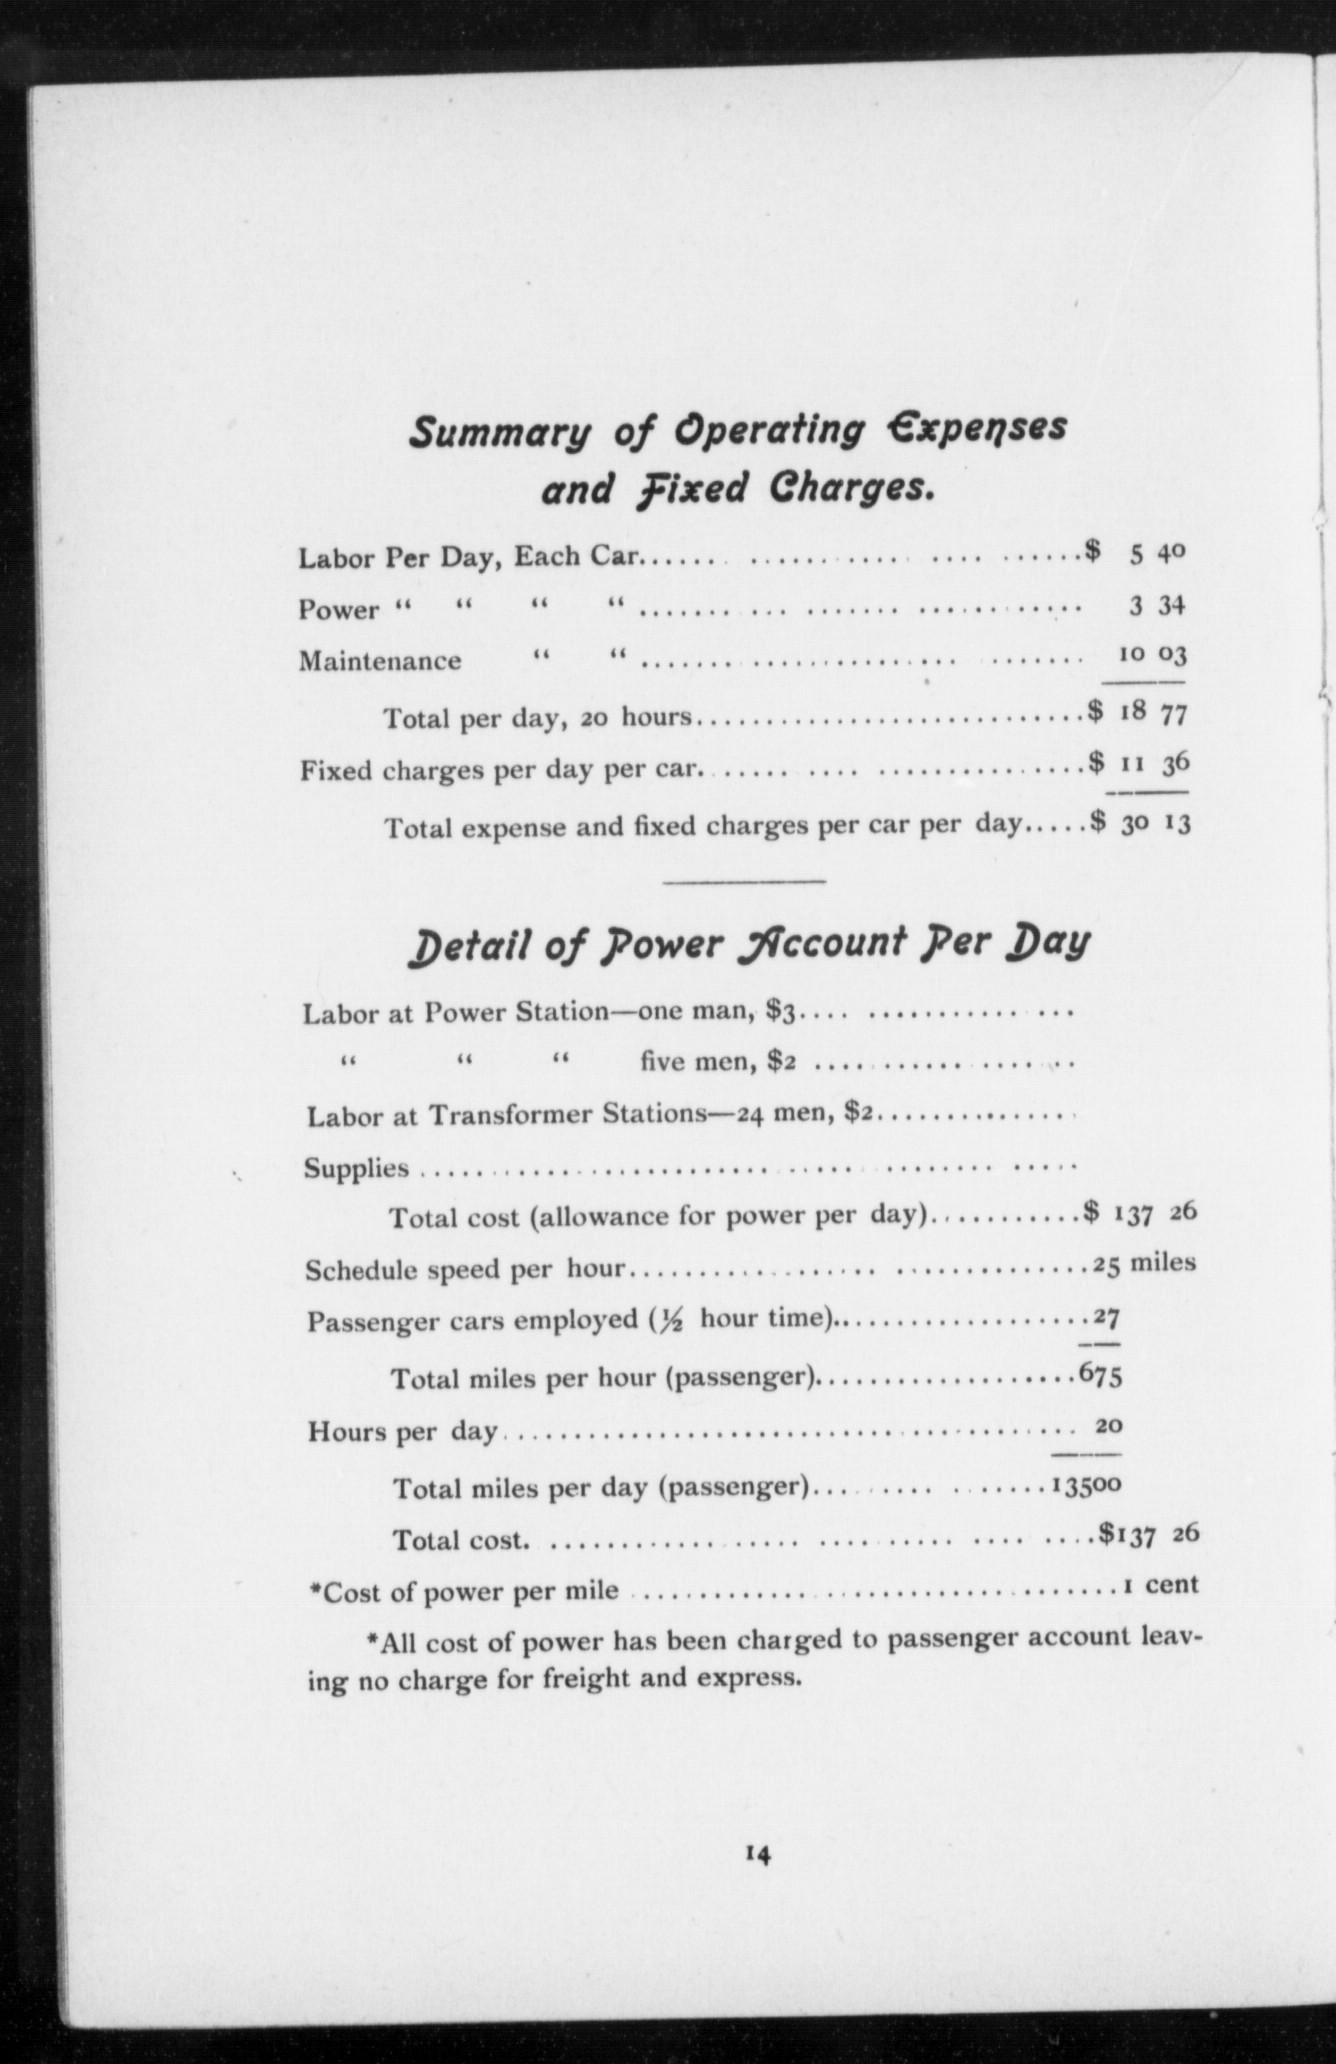 Summary of Operating Expenses
and Fixed Charges.
Labor Per Day, Each Car...... ........... .... ......$ 5 40
Power “ “ “ “ ....... ... ....... ............ 3 34
Maintenance “ “ ....... ............... ....... 10 03
Total per day, 20 hours............................$ 18 77
Fixed charges per day per car. ..... .... ...............$ 11 36
Total expense and fixed charges per car per day.....$ 30 13
Detail of Power Account Per Day
Labor at Power Station—one man, $3.... ........... ...
“ “ “ five men, $2 ...................
Labor at Transformer Stations—24 men, $2...............
Supplies ............................... ........ .....
Total cost (allowance for power per day)...........$ 137 26
Schedule speed per hour.................. ..............25 miles
Passenger cars employed (½ hour time)...................27
Total miles per hour (passenger)...................675
Hours per day......................................... 20
Total miles per day (passenger)......... .......13500
Total cost. .................. .......... .... ....$137 26
*Cost of power per mile ..................................1 cent
*All cost of power has been charged to passenger account leav-
ing no charge for freight and express.
14